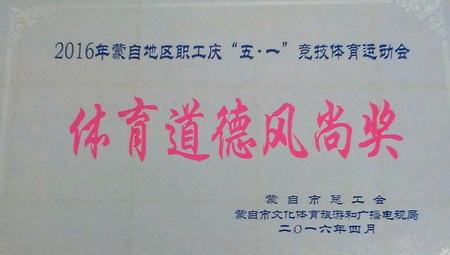 2016年蒙自地区职工庆“五·一”竞技体育运动会
体育道德风尚奖
蒙自市总工会
蒙自市文化体育旅游和广播电视局
二〇一六年四月